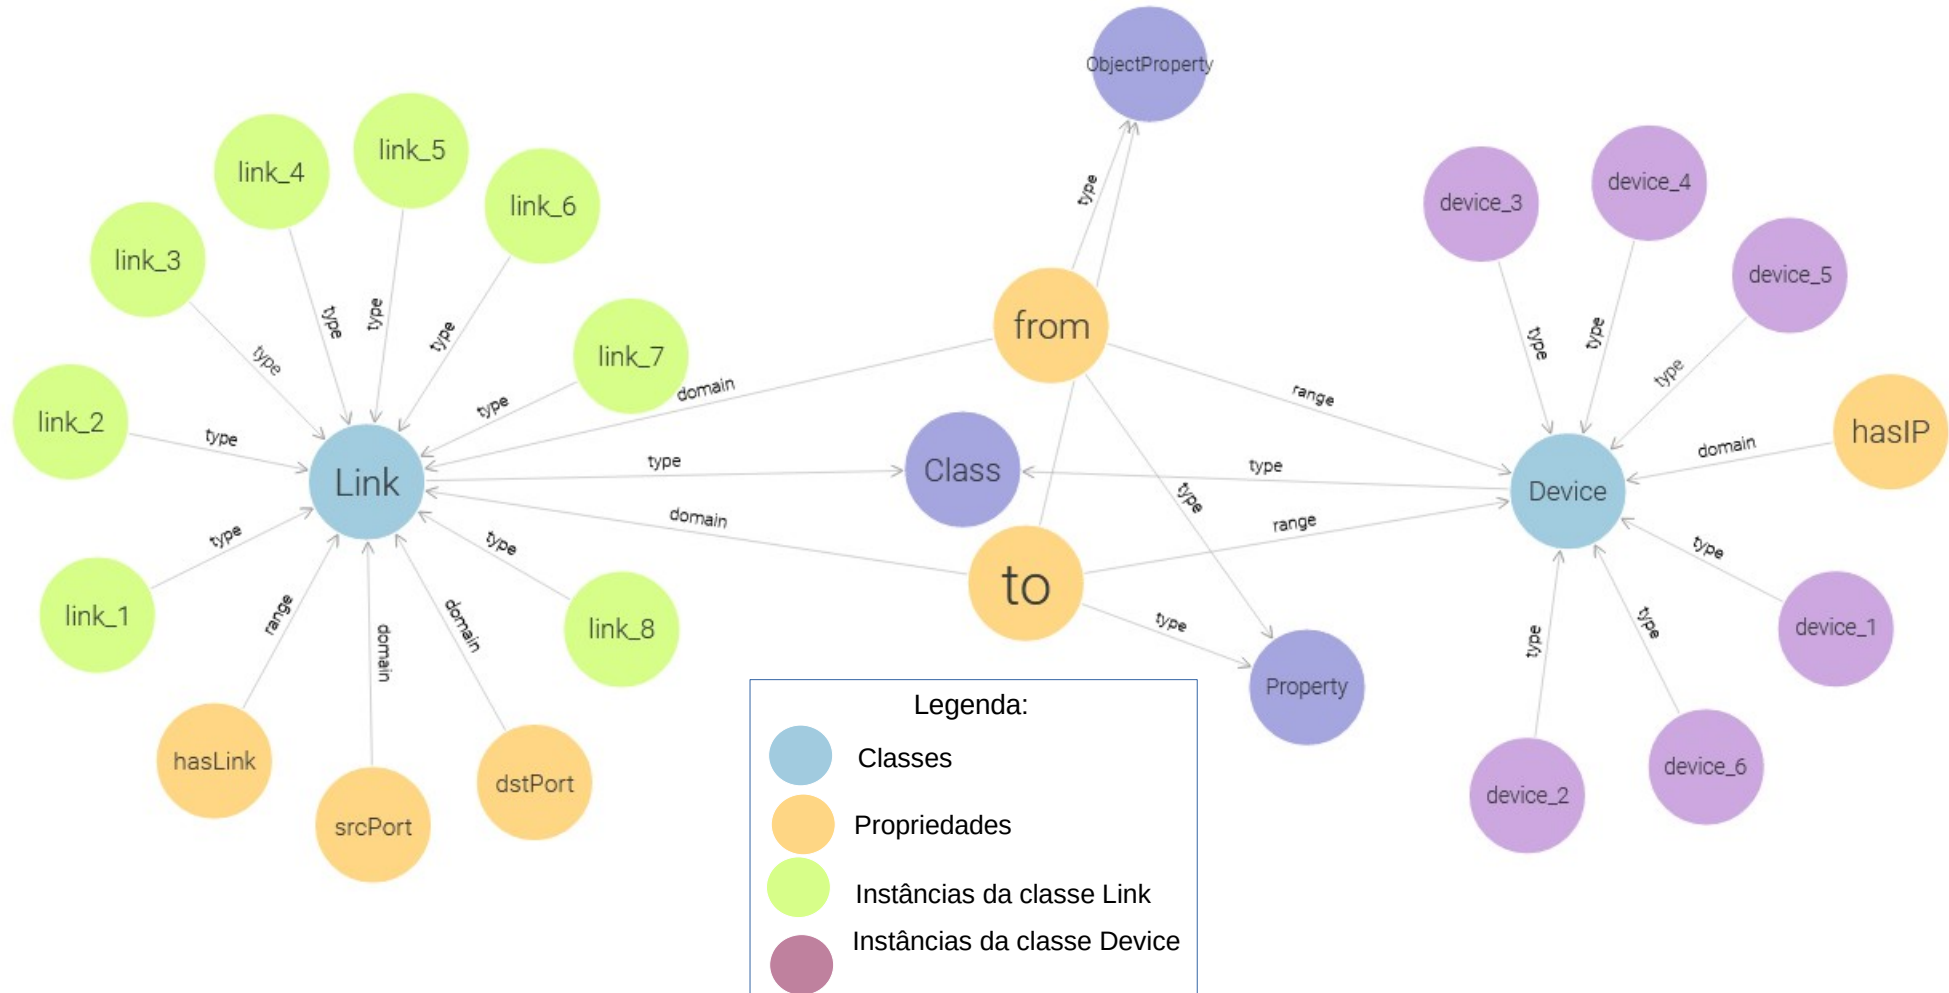 ObjectProperty
link_5
link_4
link_6
link_3
link_7
link_2
link_1
link_8
Link
type
type
type
type
type
type
type
type
range
domain
domain
hasLink
srcPort
dstPort
domain
type
domain
from
type
Class
to
type
type
Property
range
type
range
device_3
device_4
device_5
hasIP
domain
Device
type
type
type
type
type
type
device_1
device_2
device_6
Legenda:
Classes
Propriedades
Instâncias da classe Link
Instâncias da classe Device